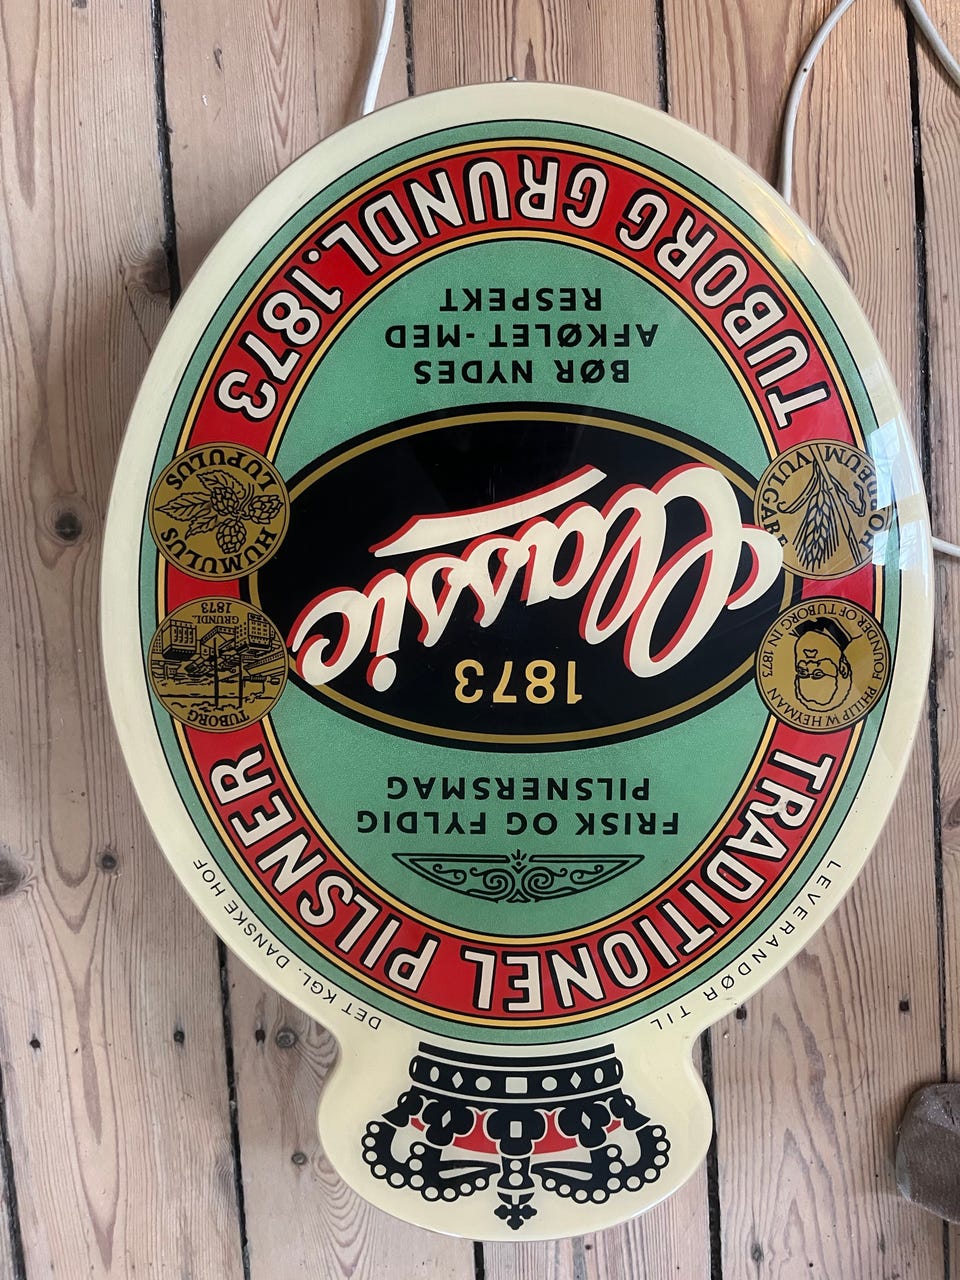 LEVERANDØR TIL
DET KGL. DANSKE HOF
TRADITIONEL PILSNER
FRISK OG FYLDIG
PILSNERSMAG
PHILIP W HEYMAN FOUNDER OF TUBORG IN 1873
TUBORG
GRUNDL.
1873
1873
Classic
VULGARE
HUMULUS LUPULUS
BØR NYDES
AFKØLET-MED
RESPEKT
TUBORG GRUNDL.1873